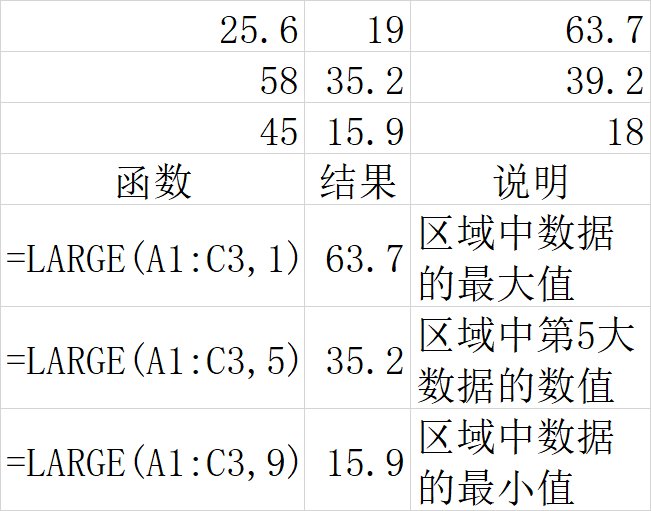 25.6 19 63.7
58 35.2 39.2
45 15.9 18
函数 结果 说明
=LARGE(A1:C3,1) 63.7 区域中数据
的最大值
=LARGE(A1:C3,5) 35.2 区域中第5大
数据的数值
=LARGE(A1:C3,9) 15.9 区域中数据
的最小值